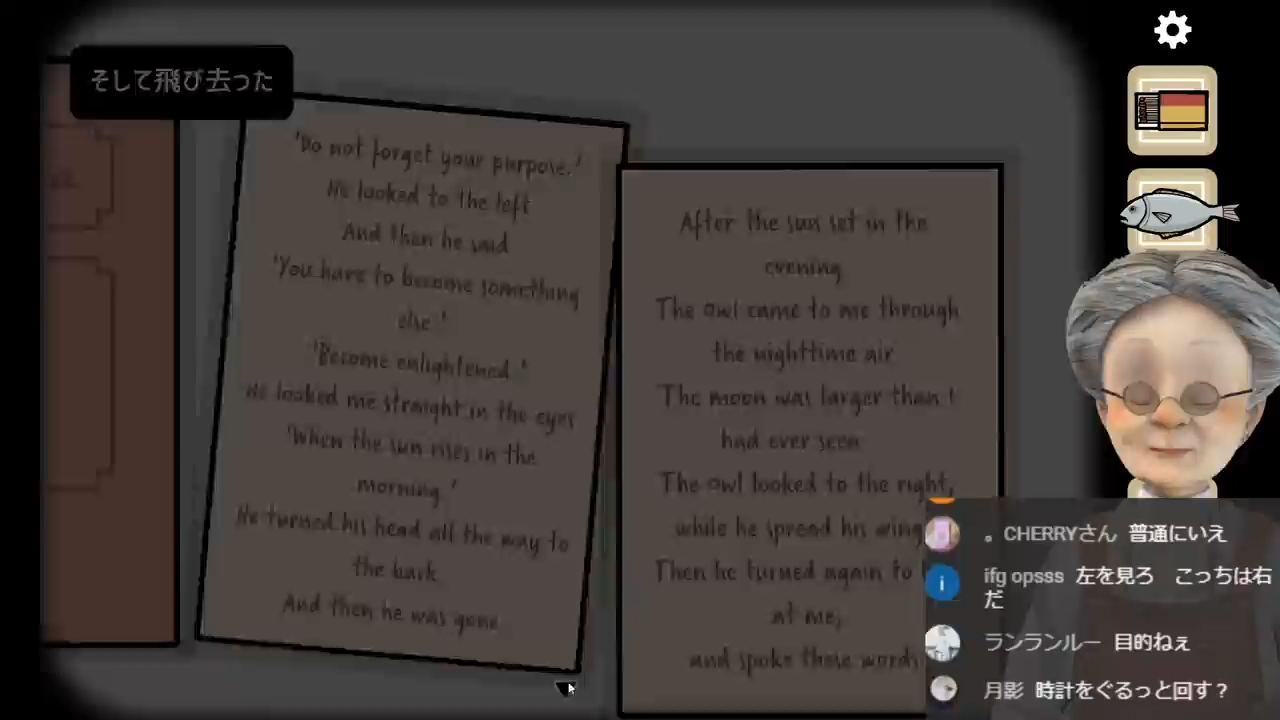 そして飛び去った
'Do not forget your purpose.'
He looked to the left
And then he said
'You have to become something
else.'
'Become enlightened.'
He looked me straight in the eyes
'When the sun rises in the
morning.'
He turned his head all the way to
the back
And then he was gone
After the sun set in the
evening
The owl came to me through
the nighttime air
The moon was larger than I
had ever seen
The owl looked to the right,
while he spread his wing
Then he turned again to
at me,
and spoke these words
。CHERRYさん 普通にいえ
ifg opsss 左を見ろ こっちは右
だ
ランランルー 目的ねぇ
月影 時計をぐるっと回す？